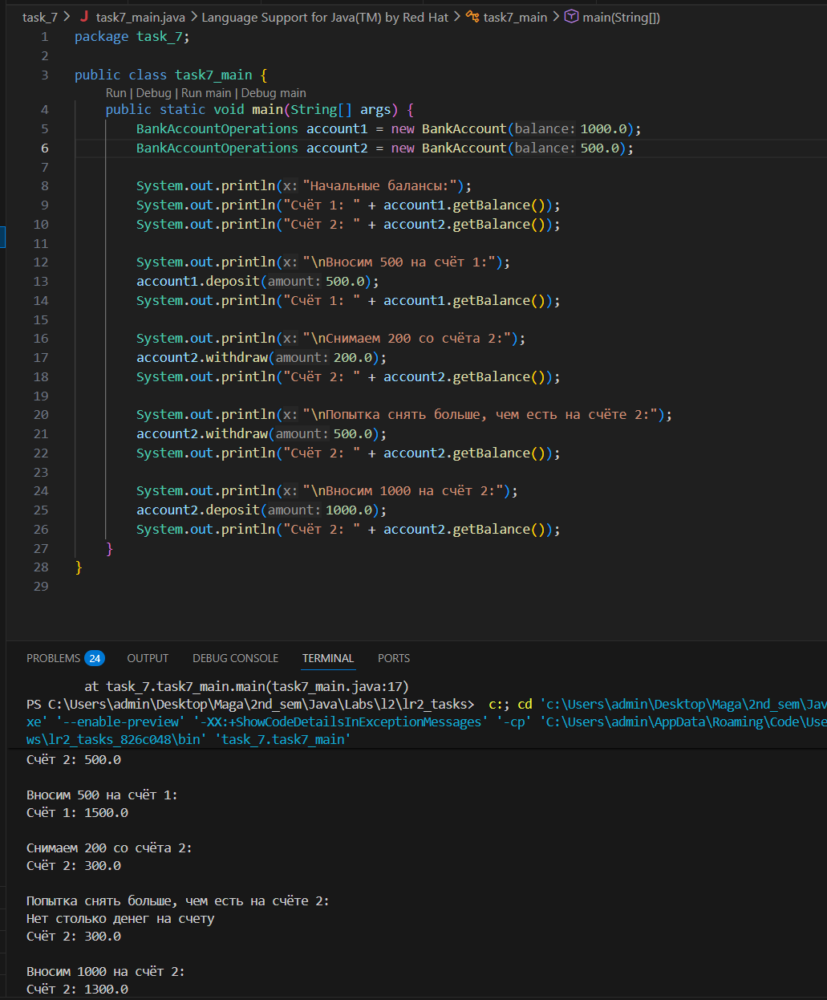 task_7 > J task7_main.java > Language Support for Java(TM) by Red Hat > task7_main > main(String[])
1 package task_7;
2
3 public class task7_main {
Run | Debug | Run main | Debug main
4 public static void main(String[] args) {
5 BankAccountOperations account1 = new BankAccount(balance: 1000.0);
6 BankAccountOperations account2 = new BankAccount(balance: 500.0);
7
8 System.out.println(x: "Начальные балансы:");
9 System.out.println("Счёт 1: " + account1.getBalance());
10 System.out.println("Счёт 2: " + account2.getBalance());
11
12 System.out.println(x: "\nВносим 500 на счёт 1:");
13 account1.deposit(amount: 500.0);
14 System.out.println("Счёт 1: " + account1.getBalance());
15
16 System.out.println(x: "\nСнимаем 200 со счёта 2:");
17 account2.withdraw(amount: 200.0);
18 System.out.println("Счёт 2: " + account2.getBalance());
19
20 System.out.println(x: "\nПопытка снять больше, чем есть на счёте 2:");
21 account2.withdraw(amount: 500.0);
22 System.out.println("Счёт 2: " + account2.getBalance());
23
24 System.out.println(x: "\nВносим 1000 на счёт 2:");
25 account2.deposit(amount: 1000.0);
26 System.out.println("Счёт 2: " + account2.getBalance());
27 }
28 }
29
PROBLEMS 24 OUTPUT DEBUG CONSOLE TERMINAL PORTS
at task_7.task7_main.main(task7_main.java:17)
PS C:\Users\admin\Desktop\Maga\2nd_sem\Java\Labs\l2\lr2_tasks> c:; cd 'c:\Users\admin\Desktop\Maga\2nd_sem\Jav
xe' '--enable-preview' '-XX:+ShowCodeDetailsInExceptionMessages' '-cp' 'C:\Users\admin\AppData\Roaming\Code\Use
ws\lr2_tasks_826c048\bin' 'task_7.task7_main'
Счёт 2: 500.0
Вносим 500 на счёт 1:
Счёт 1: 1500.0
Снимаем 200 со счёта 2:
Счёт 2: 300.0
Попытка снять больше, чем есть на счёте 2:
Нет столько денег на счету
Счёт 2: 300.0
Вносим 1000 на счёт 2:
Счёт 2: 1300.0